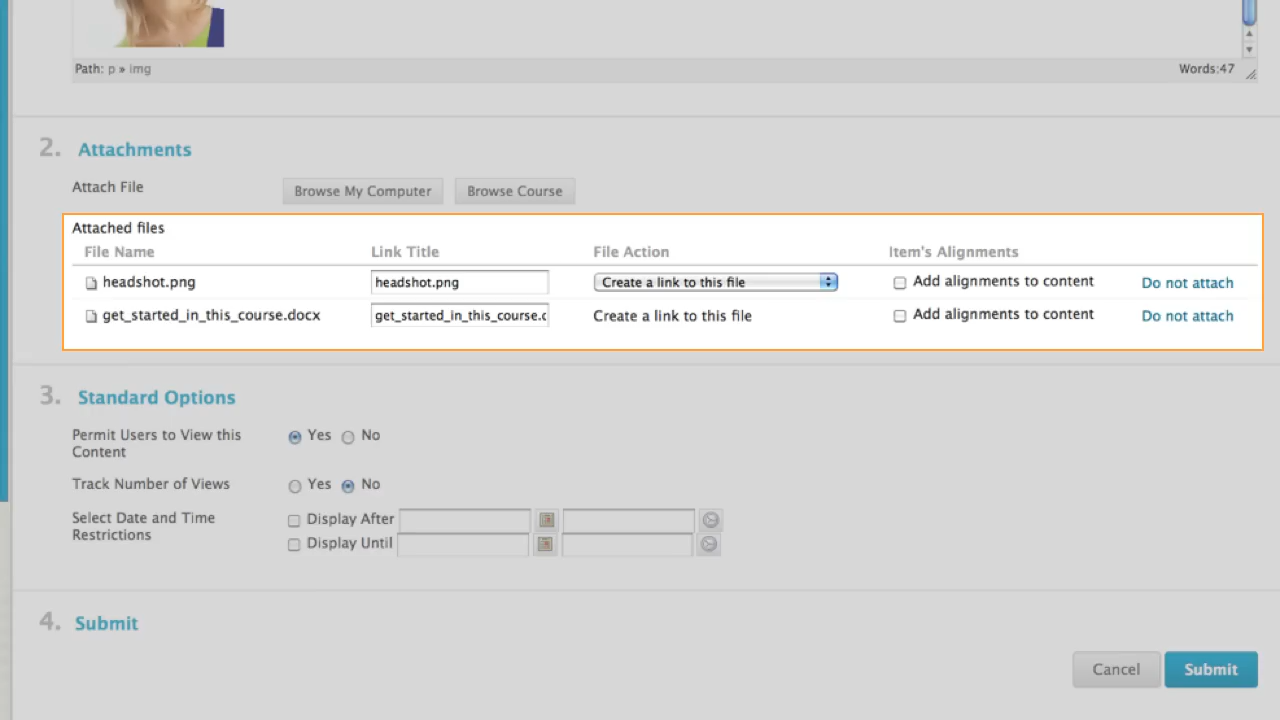 Path: p » img Words:47
2. Attachments
Attach File Browse My Computer Browse Course
Attached files
File Name Link Title File Action Item's Alignments
headshot.png headshot.png Create a link to this file Add alignments to content Do not attach
get_started_in_this_course.docx get_started_in_this_course.c Create a link to this file Add alignments to content Do not attach
3. Standard Options
Permit Users to View this Yes No
Content
Track Number of Views Yes No
Select Date and Time Display After
Restrictions Display Until
4. Submit
Cancel Submit